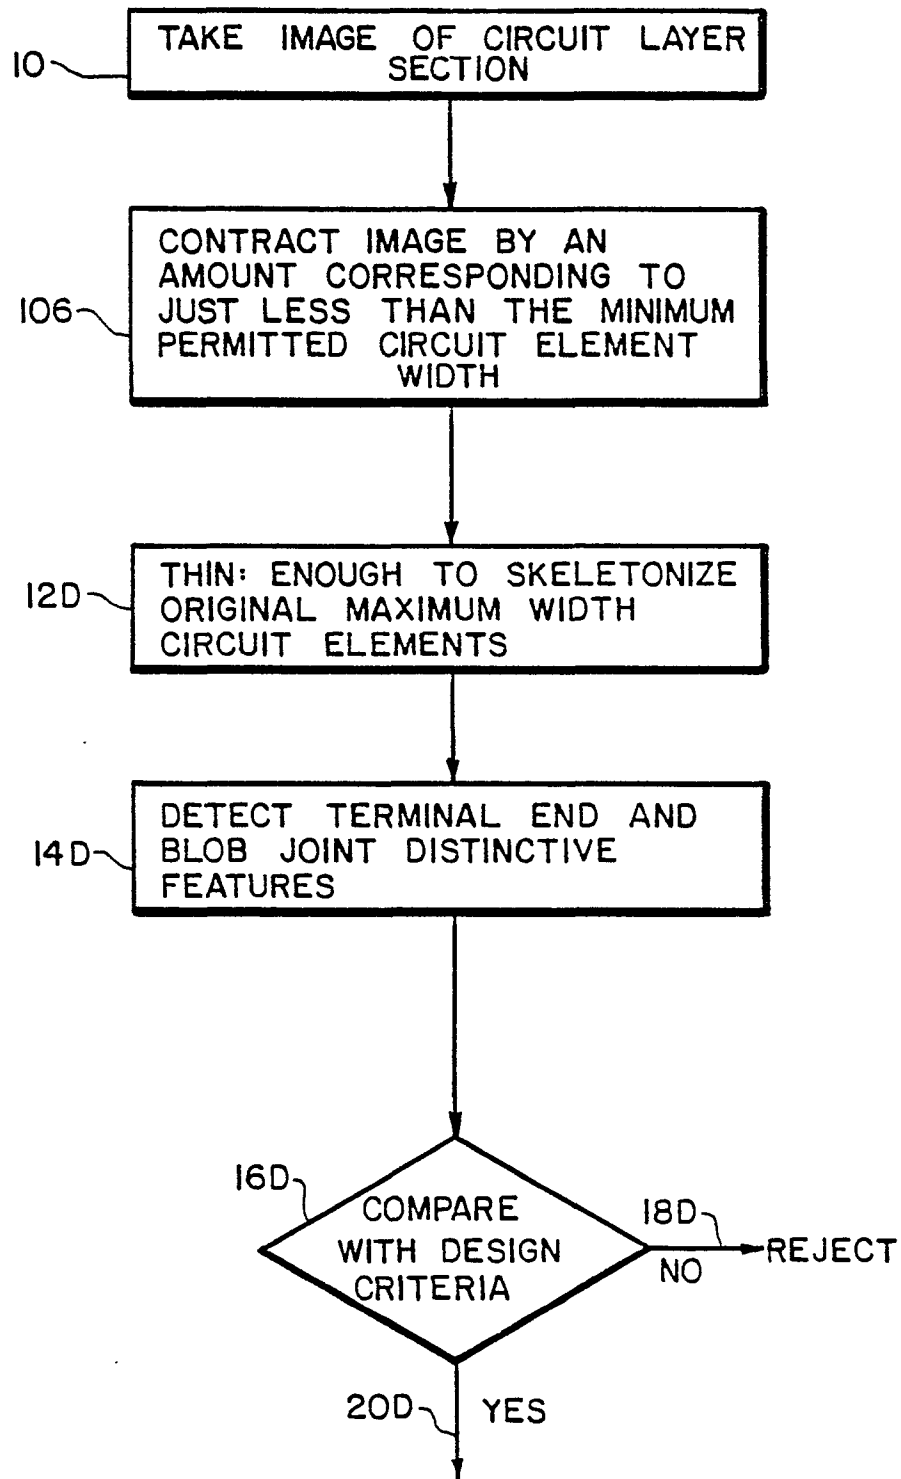 TAKE IMAGE OF CIRCUIT LAYER
SECTION
10
CONTRACT IMAGE BY AN
AMOUNT CORRESPONDING TO
JUST LESS THAN THE MINIMUM
PERMITTED CIRCUIT ELEMENT
WIDTH
106
THIN: ENOUGH TO SKELETONIZE
ORIGINAL MAXIMUM WIDTH
CIRCUIT ELEMENTS
12D
DETECT TERMINAL END AND
BLOB JOINT DISTINCTIVE
FEATURES
14D
16D
COMPARE
WITH DESIGN
CRITERIA
18D
NO
REJECT
20D
YES